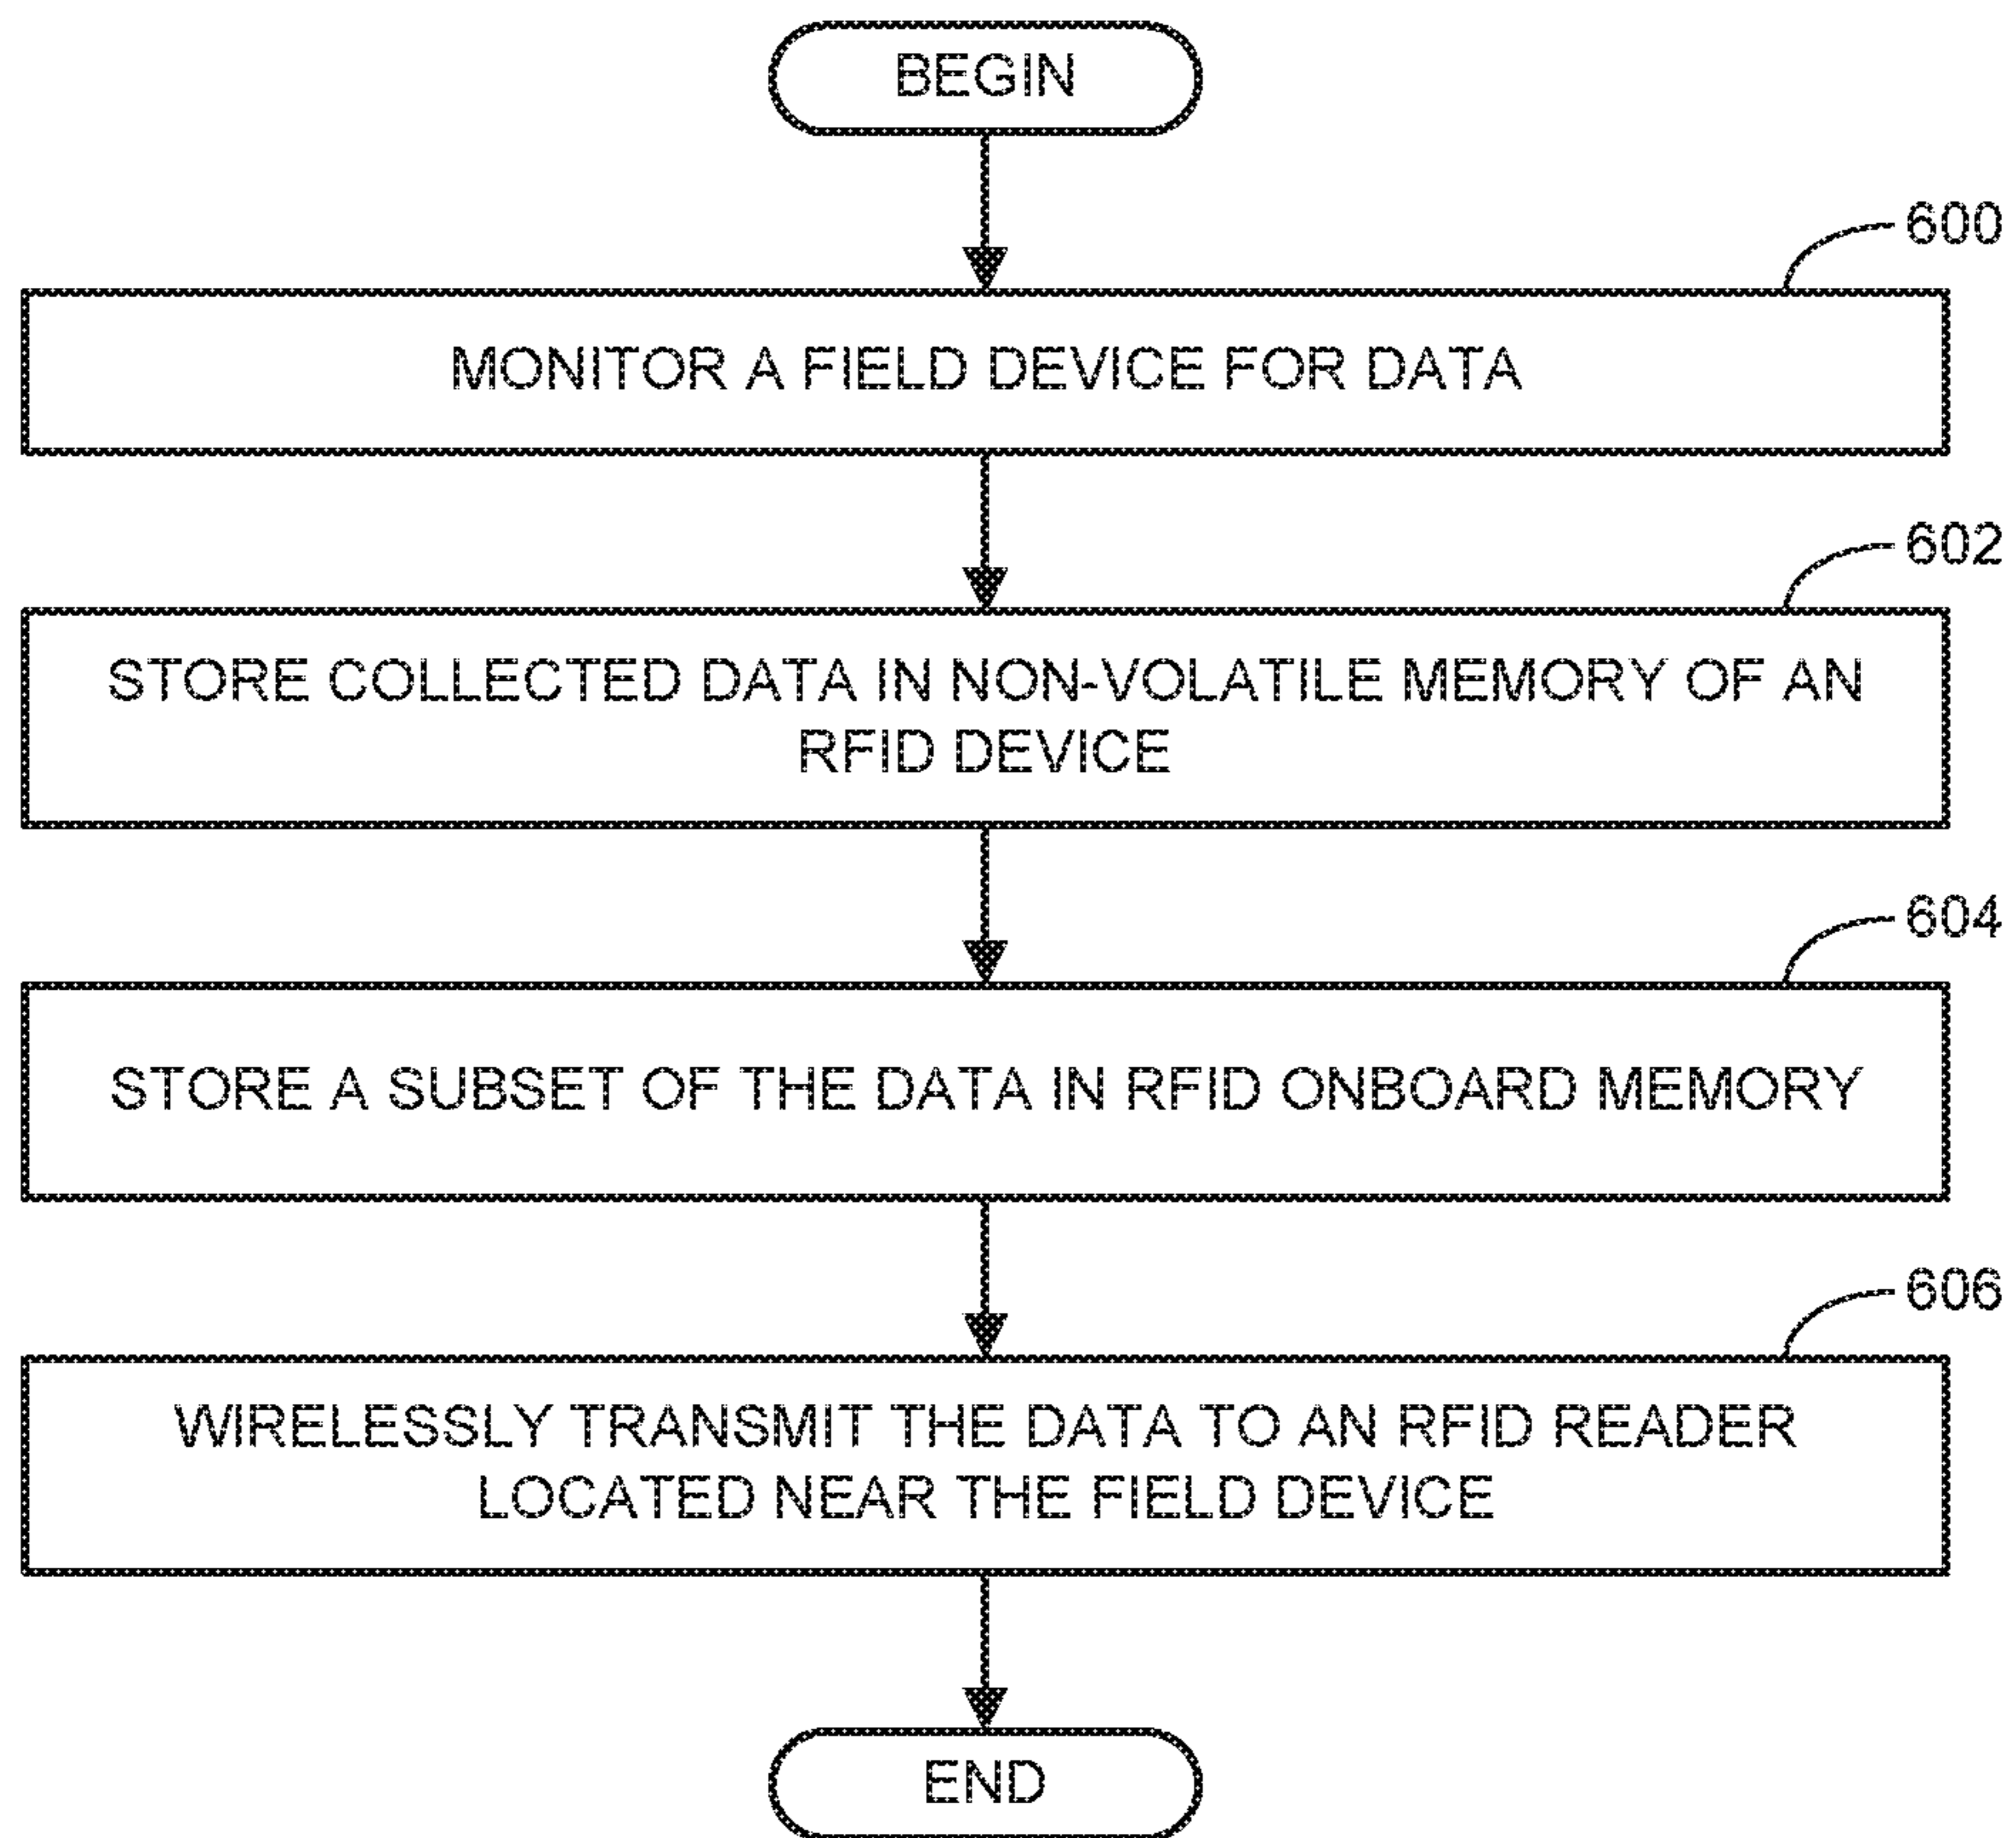 BEGIN
600
MONITOR A FIELD DEVICE FOR DATA
602
STORE COLLECTED DATA IN NON-VOLATILE MEMORY OF AN
RFID DEVICE
604
STORE A SUBSET OF THE DATA IN RFID ONBOARD MEMORY
606
WIRELESSLY TRANSMIT THE DATA TO AN RFID READER
LOCATED NEAR THE FIELD DEVICE
END